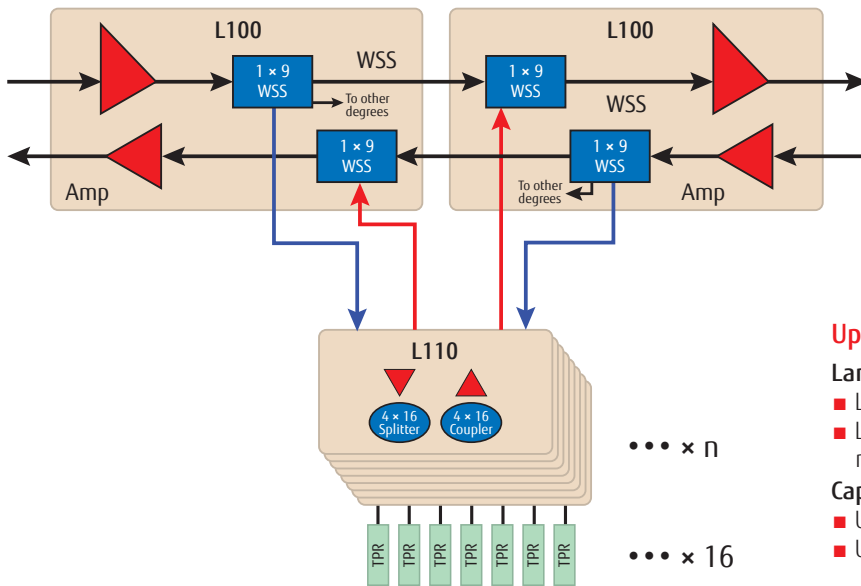 L100
L100
WSS
1 × 9
WSS
1 × 9
WSS
To other
degrees
WSS
1 × 9
WSS
1 × 9
WSS
To other
degrees
Amp
Amp
L110
4 × 16
Splitter
4 × 16
Coupler
••• × n
TPR
TPR
TPR
TPR
TPR
TPR
TPR
••• × 16
Up
Lar
L
L
r
Cap
U
U